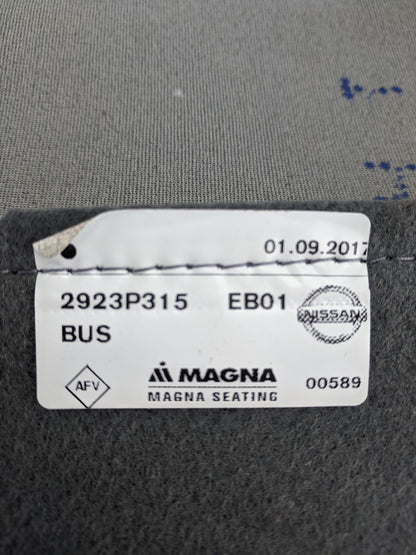 01.09.2017
2923P315 EB01
NISSAN
BUS
AFV
MAGNA
MAGNA SEATING
00589